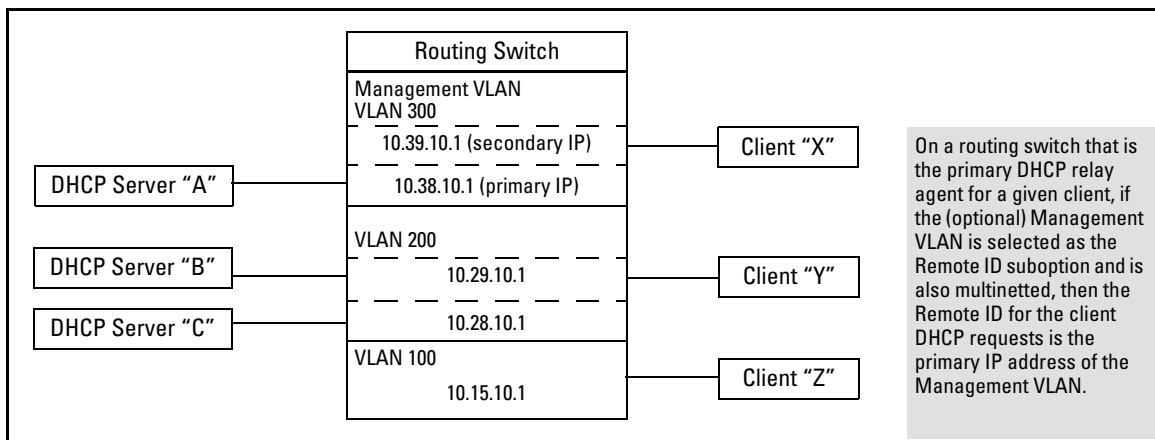 Routing Switch
Management VLAN
VLAN 300
10.39.10.1 (secondary IP)
Client “X”
DHCP Server “A”
10.38.10.1 (primary IP)
VLAN 200
DHCP Server “B”
10.29.10.1
Client “Y”
DHCP Server “C”
10.28.10.1
VLAN 100
10.15.10.1
Client “Z”
On a routing switch that is
the primary DHCP relay
agent for a given client, if
the (optional) Management
VLAN is selected as the
Remote ID suboption and is
also multinetted, then the
Remote ID for the client
DHCP requests is the
primary IP address of the
Management VLAN.